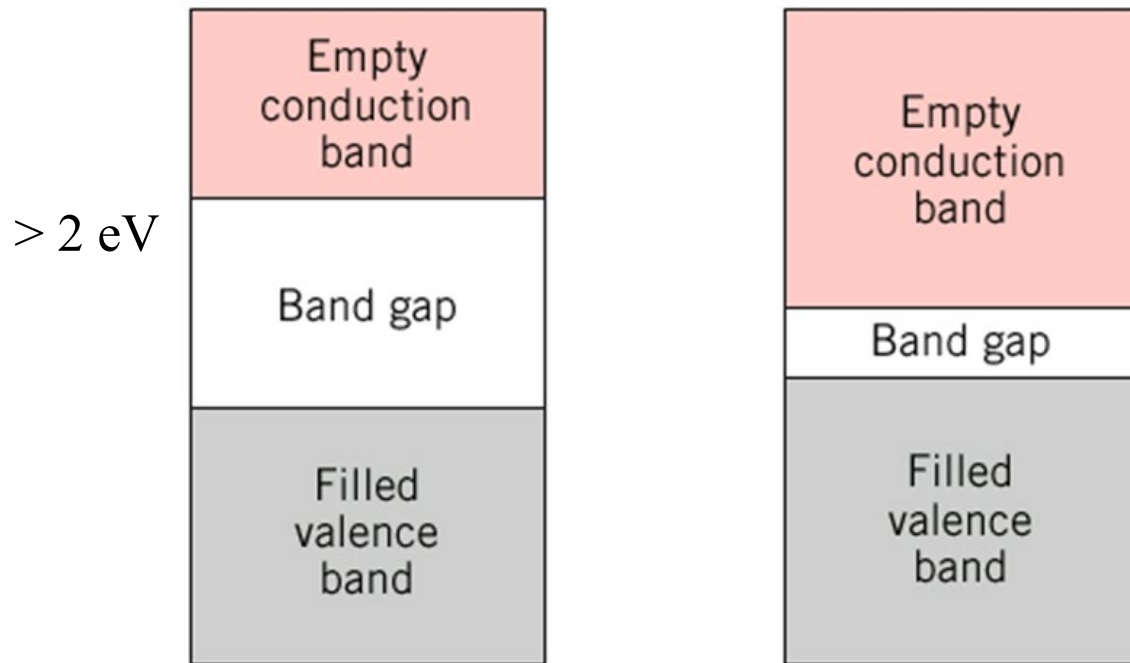 Empty
conduction
band
> 2 eV
Band gap
Filled
valence
band
Empty
conduction
band
Band gap
Filled
valence
band